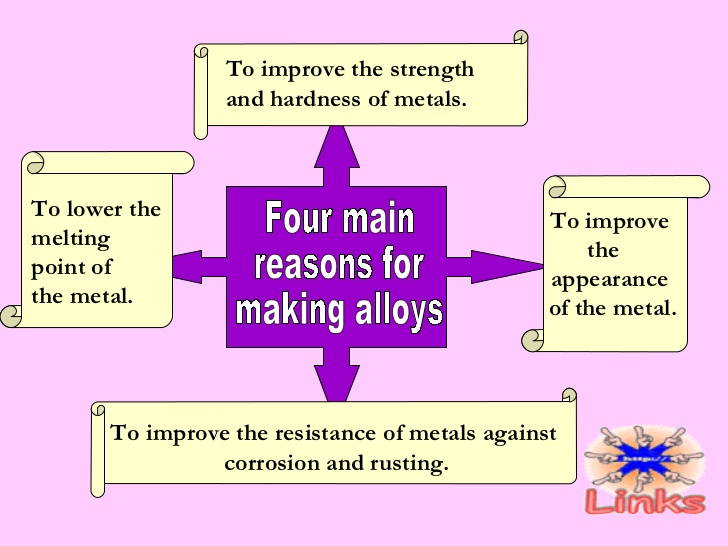 To improve the strength
and hardness of metals.
To lower the
melting
point of
the metal.
Four main
reasons for
making alloys
To improve
the
appearance
of the metal.
To improve the resistance of metals against
corrosion and rusting.
Links